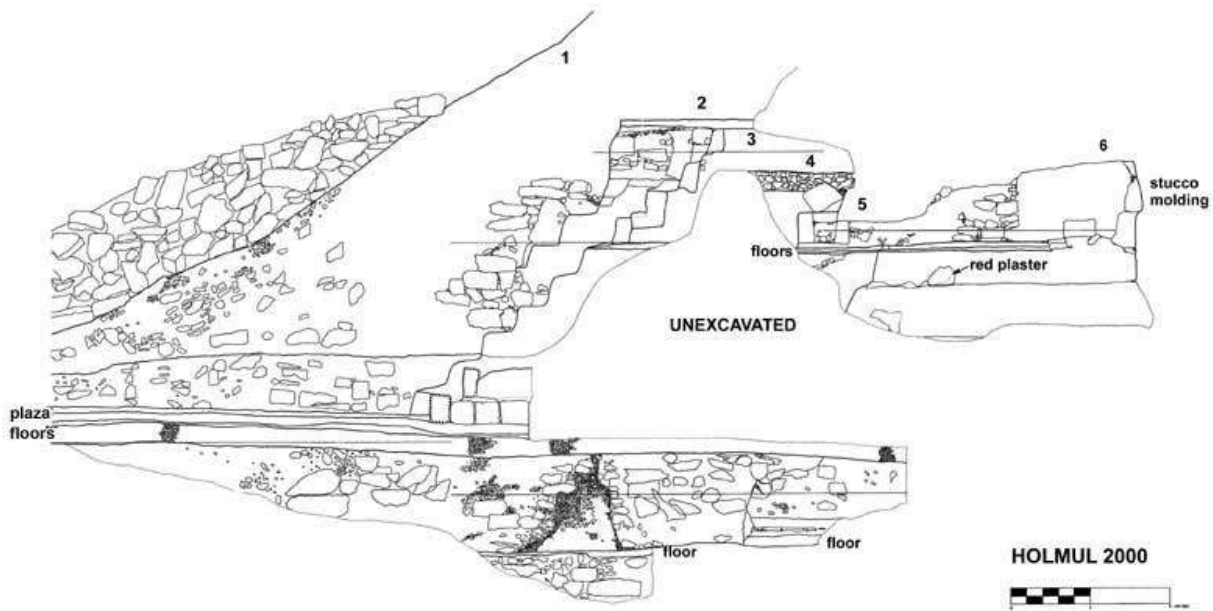 1
2
3
6
4
stucco
molding
5
floors
red plaster
UNEXCAVATED
plaza
floors
floor
floor
HOLMUL 2000